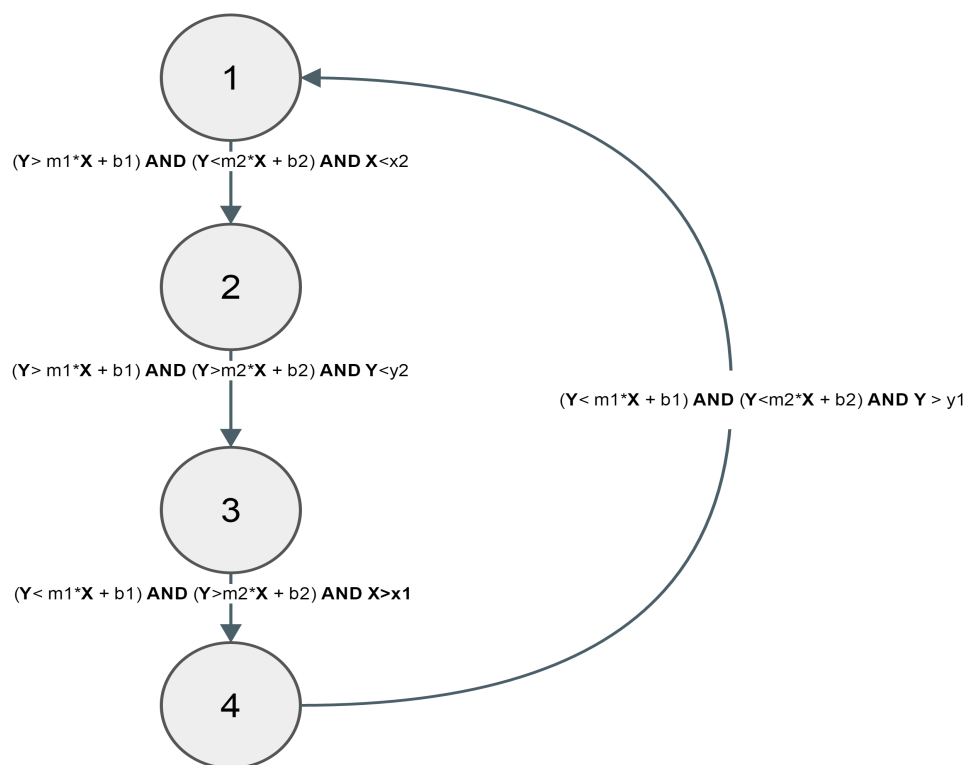 1
(Y> m1*X + b1) AND (Y<m2*X + b2) AND X<x2
2
(Y> m1*X + b1) AND (Y>m2*X + b2) AND Y<y2
(Y< m1*X + b1) AND (Y<m2*X + b2) AND Y > y1
3
(Y< m1*X + b1) AND (Y>m2*X + b2) AND X>x1
4